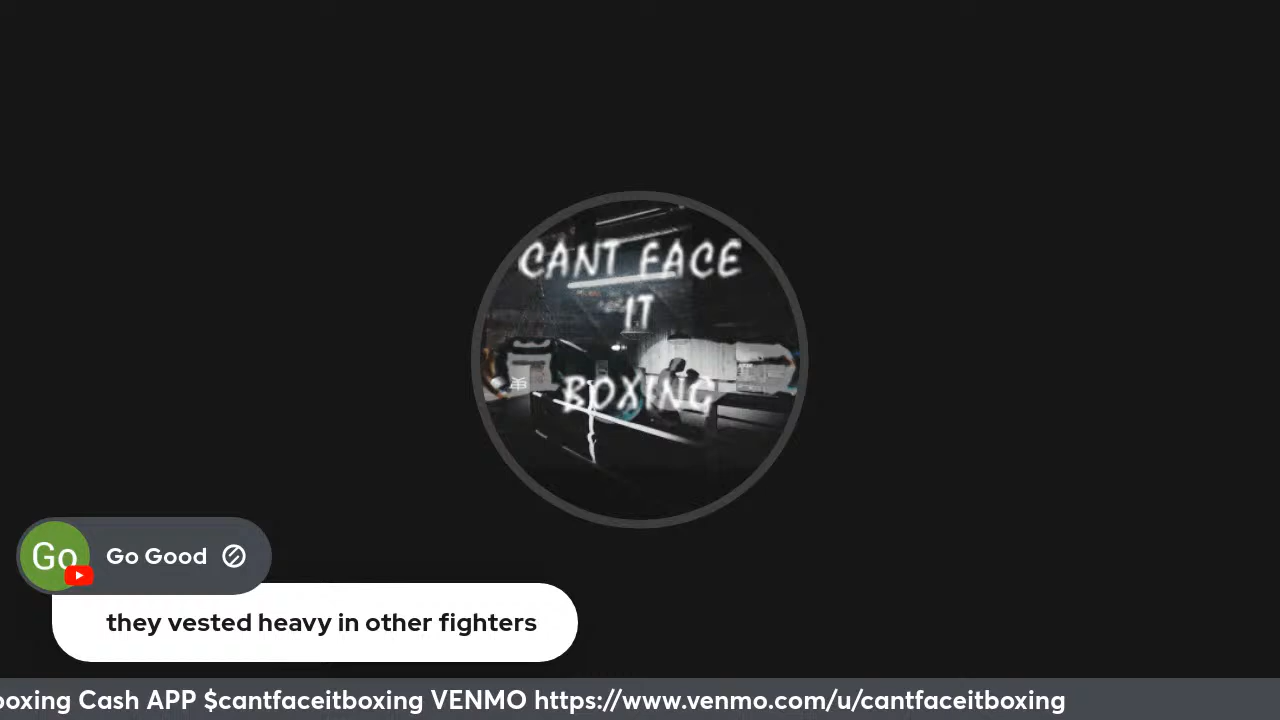 CANT FACE
IT
BOXING
Go Go Good
they vested heavy in other fighters
boxing Cash APP $cantfaceitboxing VENMO https://www.venmo.com/u/cantfaceitboxing